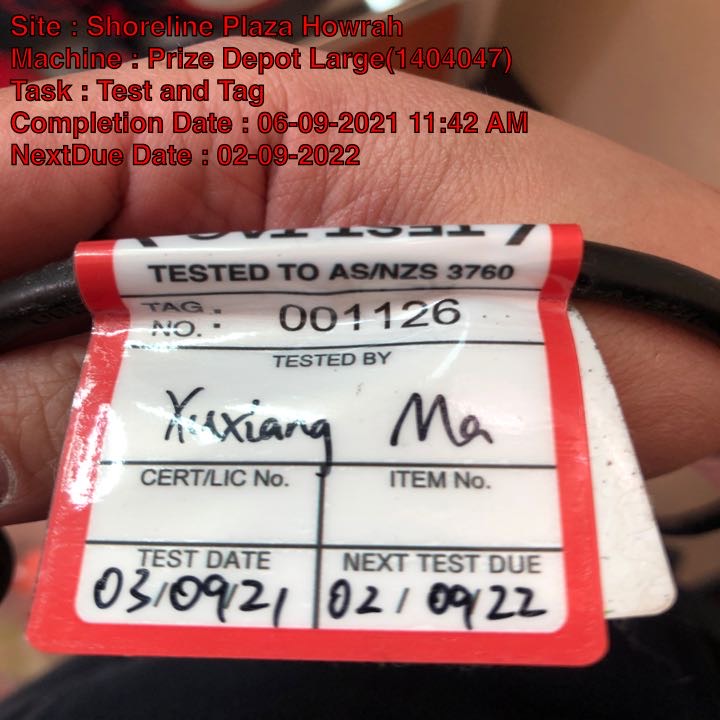 Site : Shoreline Plaza Howrah
Machine : Prize Depot Large(1404047)
Task : Test and Tag
Completion Date : 06-09-2021 11:42 AM
NextDue Date : 02-09-2022
TEST TAG
TESTED TO AS/NZS 3760
TAG . NO. : 001126
TESTED BY
Xuxiang Ma
CERT/LIC No. ITEM No.
TEST DATE NEXT TEST DUE
03/09/21 02/09/22